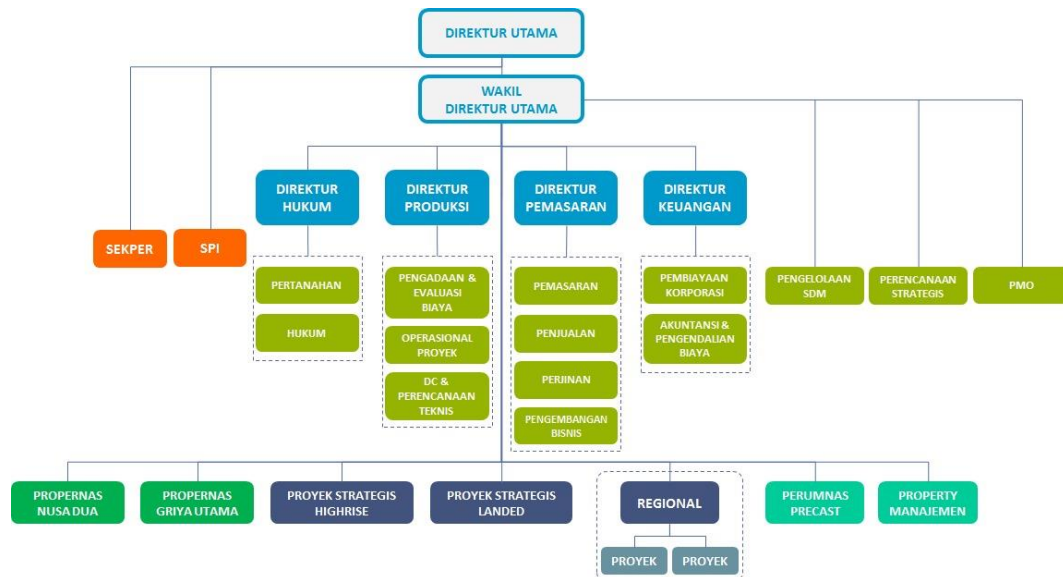 DIREKTUR UTAMA
WAKIL
DIREKTUR UTAMA
DIREKTUR
HUKUM
DIREKTUR
PRODUKSI
DIREKTUR
PEMASARAN
DIREKTUR
KEUANGAN
SEKPER
SPI
PERTANAHAN
HUKUM
PENGADAAN &
EVALUASI
BIAYA
OPERASIONAL
PROYEK
DC &
PERENCANAAN
TEKNIS
PEMASARAN
PENJUALAN
PERJINAN
PENGEMBANGAN
BISNIS
PEMBIAYAAN
KORPORASI
AKUNTANSI &
PENGENDALIAN
BIAYA
PENGELOLAAN
SDM
PERENCANAAN
STRATEGIS
PMO
PROPERNAS
NUSA DUA
PROPERNAS
GRIYA UTAMA
PROYEK STRATEGIS
HIGHRISE
PROYEK STRATEGIS
LANDED
REGIONAL
PROYEK
PROYEK
PERUMNAS
PRECAST
PROPERTY
MANAJEMEN